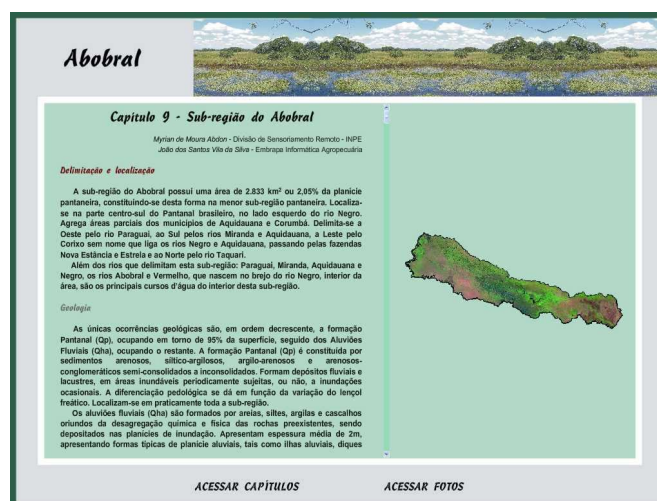 Abobral
Capítulo 9 - Sub-região do Abobral
Myrian de Moura Abdon - Divisão de Sensoriamento Remoto - INPE
João dos Santos Vila da Silva - Embrapa Informática Agropecuária
Delimitação e localização
A sub-região do Abobral possui uma área de 2.833 km² ou 2,05% da planície
pantaneira, constituindo-se desta forma na menor sub-região pantaneira. Localiza-
se na parte centro-sul do Pantanal brasileiro, no lado esquerdo do rio Negro.
Agrega áreas parciais dos municípios de Aquidauana e Corumbá. Delimita-se a
Oeste pelo rio Paraguai, ao Sul pelos rios Miranda e Aquidauana, a Leste pelo
Corixo sem nome que liga os rios Negro e Aquidauana, passando pelas fazendas
Nova Estância e Estrela e ao Norte pelo rio Taquari.
Além dos rios que delimitam esta sub-região: Paraguai, Miranda, Aquidauana e
Negro, os rios Abobral e Vermelho, que nascem no brejo do rio Negro, interior da
área, são os principais cursos d'água do interior desta sub-região.
Geologia
As únicas ocorrências geológicas são, em ordem decrescente, a formação
Pantanal (Qp), ocupando em torno de 95% da superfície, seguido dos Aluviões
Fluviais (Qha), ocupando o restante. A formação Pantanal (Qp) é constituída por
sedimentos arenosos, síltico-argilosos, argilo-arenosos e arenosos-
conglomeráticos semi-consolidados a inconsolidados. Formam depósitos fluviais e
lacustres, em áreas inundáveis periodicamente sujeitas, ou não, a inundações
ocasionais. A diferenciação pedológica se dá em função da variação do lençol
freático. Localizam-se em praticamente toda a sub-região.
Os aluviões fluviais (Qha) são formados por areias, siltes, argilas e cascalhos
oriundos da desagregação química e física das rochas preexistentes, sendo
depositados nas planícies de inundação. Apresentam espessura média de 2m,
apresentando formas típicas de planície aluviais, tais como ilhas aluviais, diques
ACESSAR CAPÍTULOS
ACESSAR FOTOS